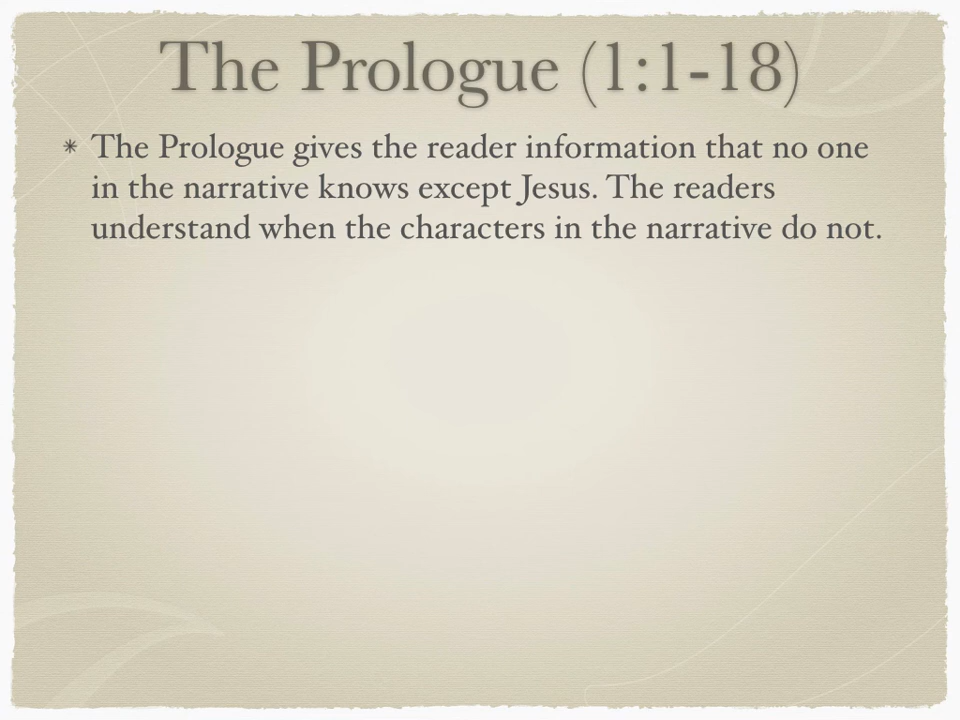 The Prologue (1:1-18)
The Prologue gives the reader information that no one
in the narrative knows except Jesus. The readers
understand when the characters in the narrative do not.